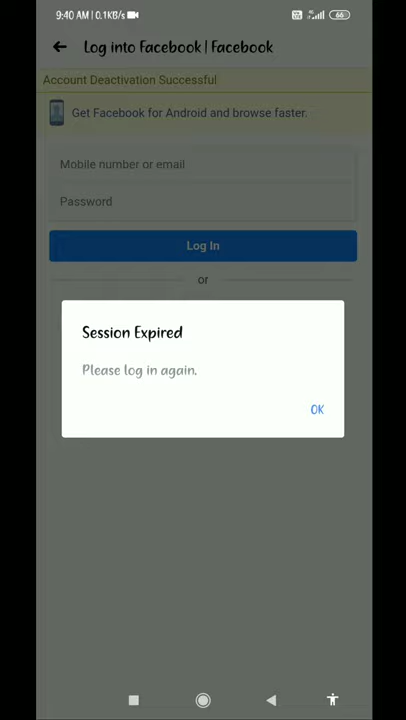 9:40 AM | 0.1KB/s
66
Log into Facebook | Facebook
Account Deactivation Successful
Get Facebook for Android and browse faster.
Mobile number or email
Password
Log In
or
Session Expired
Please log in again.
OK